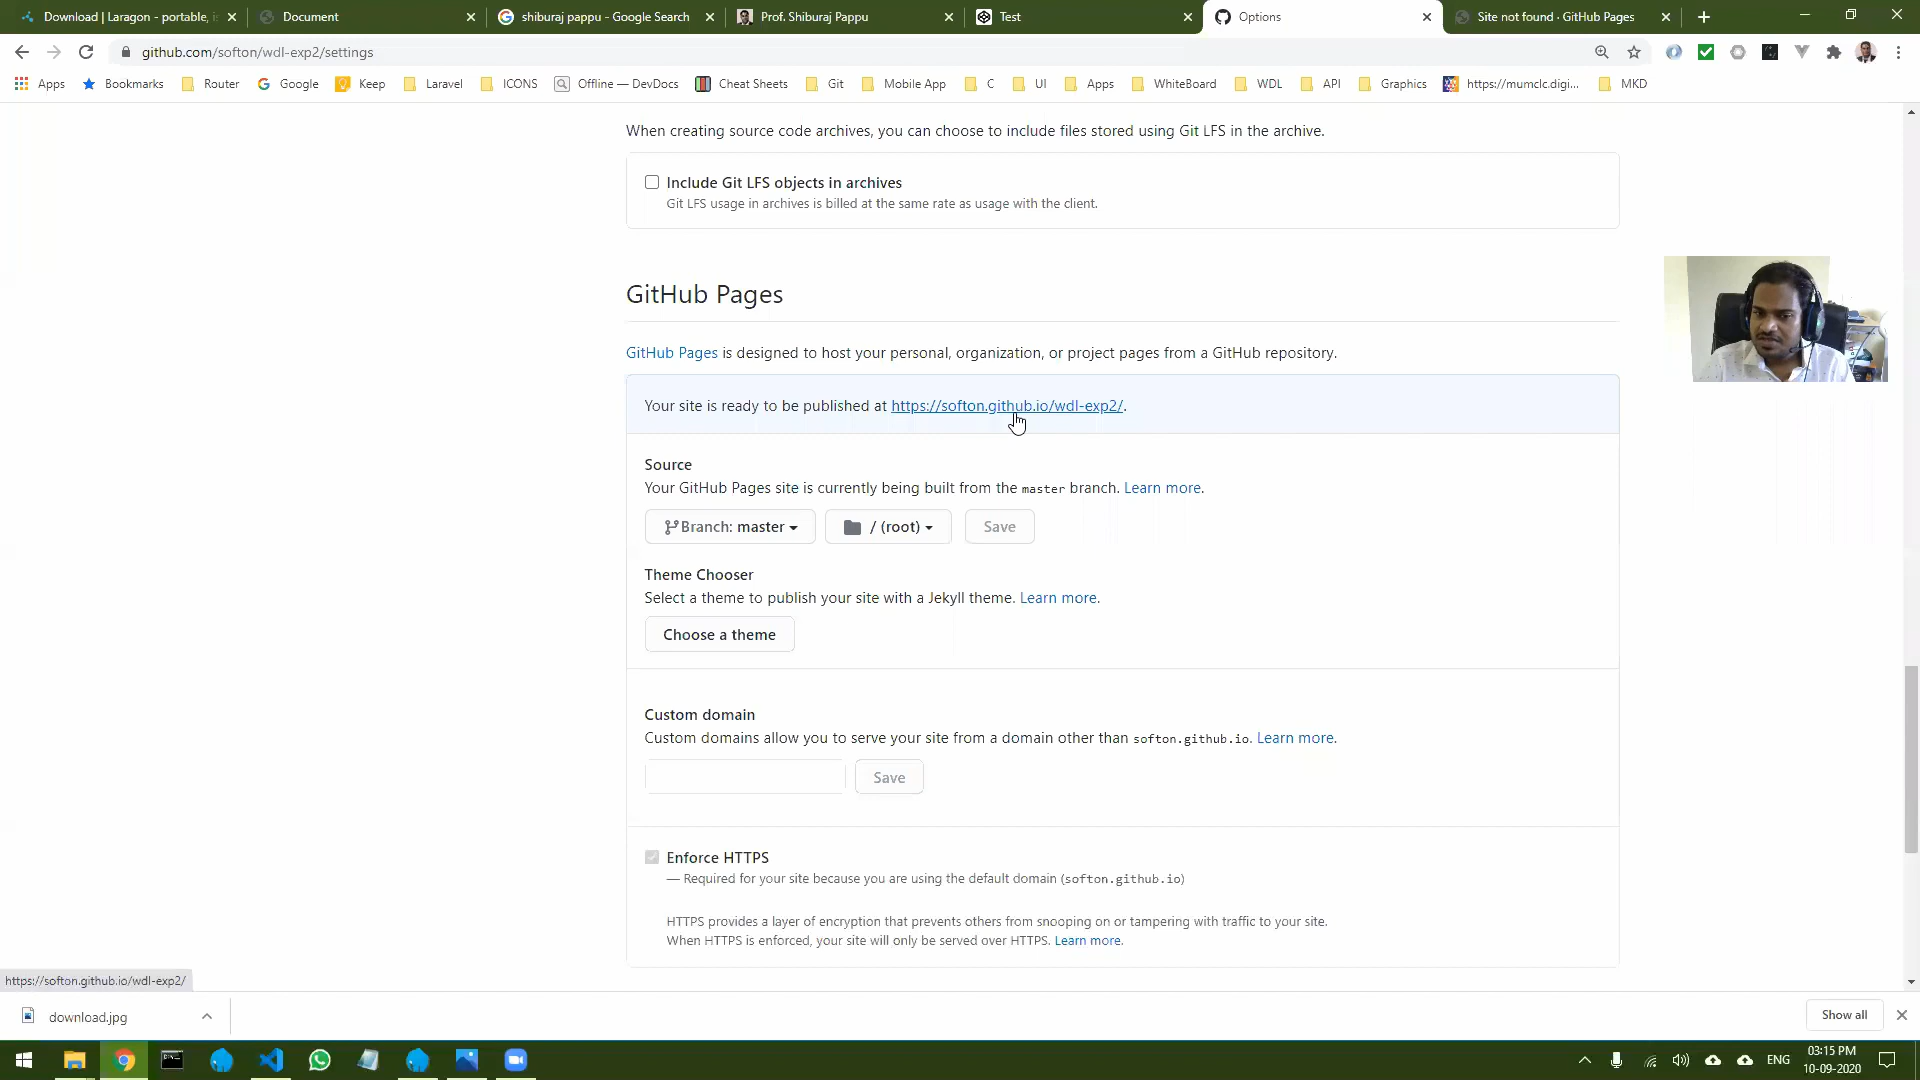 Download | Laragon - portable, i
Document
shiburaj pappu - Google Search
Prof. Shiburaj Pappu
Test
Options
Site not found · GitHub Pages
github.com/softon/wdl-exp2/settings
Apps
Bookmarks
Router
Google
Keep
Laravel
ICONS
Offline — DevDocs
Cheat Sheets
Git
Mobile App
C
UI
Apps
WhiteBoard
WDL
API
Graphics
https://mumclc.digi...
MKD
When creating source code archives, you can choose to include files stored using Git LFS in the archive.
Include Git LFS objects in archives
Git LFS usage in archives is billed at the same rate as usage with the client.
GitHub Pages
GitHub Pages is designed to host your personal, organization, or project pages from a GitHub repository.
Your site is ready to be published at https://softon.github.io/wdl-exp2/.
Source
Your GitHub Pages site is currently being built from the master branch. Learn more.
Branch: master
/ (root)
Save
Theme Chooser
Select a theme to publish your site with a Jekyll theme. Learn more.
Choose a theme
Custom domain
Custom domains allow you to serve your site from a domain other than softon.github.io. Learn more.
Save
Enforce HTTPS
— Required for your site because you are using the default domain (softon.github.io)
HTTPS provides a layer of encryption that prevents others from snooping on or tampering with traffic to your site.
When HTTPS is enforced, your site will only be served over HTTPS. Learn more.
https://softon.github.io/wdl-exp2/
download.jpg
Show all
ENG
03:15 PM
10-09-2020